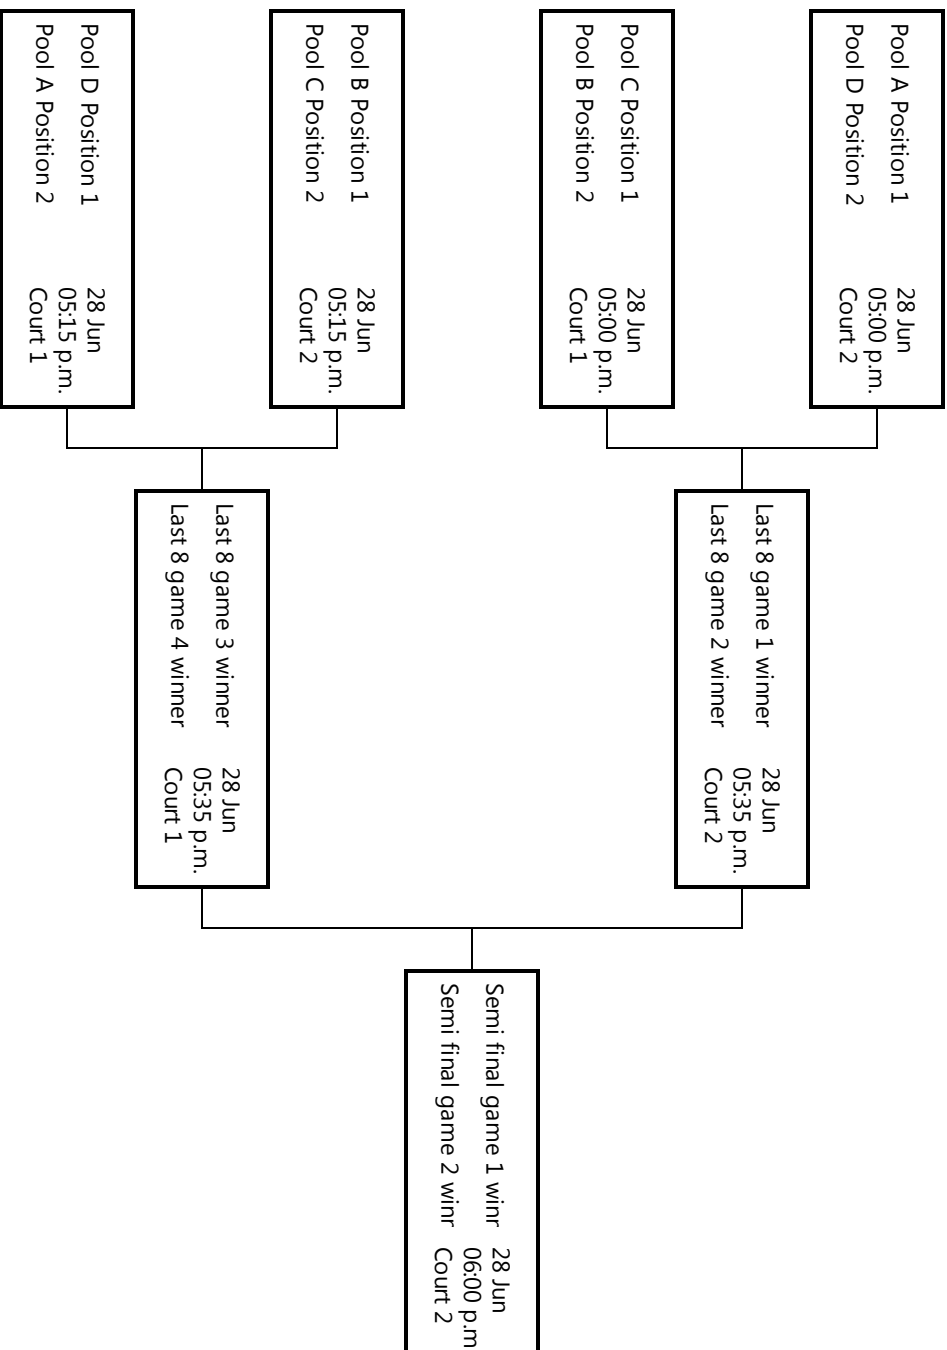 Pool A Position 1
Pool D Position 2
28 Jun
05:00 p.m.
Court 2
Pool C Position 1
Pool B Position 2
28 Jun
05:00 p.m.
Court 1
Pool B Position 1
Pool C Position 2
28 Jun
05:15 p.m.
Court 2
Pool D Position 1
Pool A Position 2
28 Jun
05:15 p.m.
Court 1
Last 8 game 1 winner
Last 8 game 2 winner
28 Jun
05:35 p.m.
Court 2
Last 8 game 3 winner
Last 8 game 4 winner
28 Jun
05:35 p.m.
Court 1
Semi final game 1 winr
Semi final game 2 winr
28 Jun
06:00 p.m
Court 2